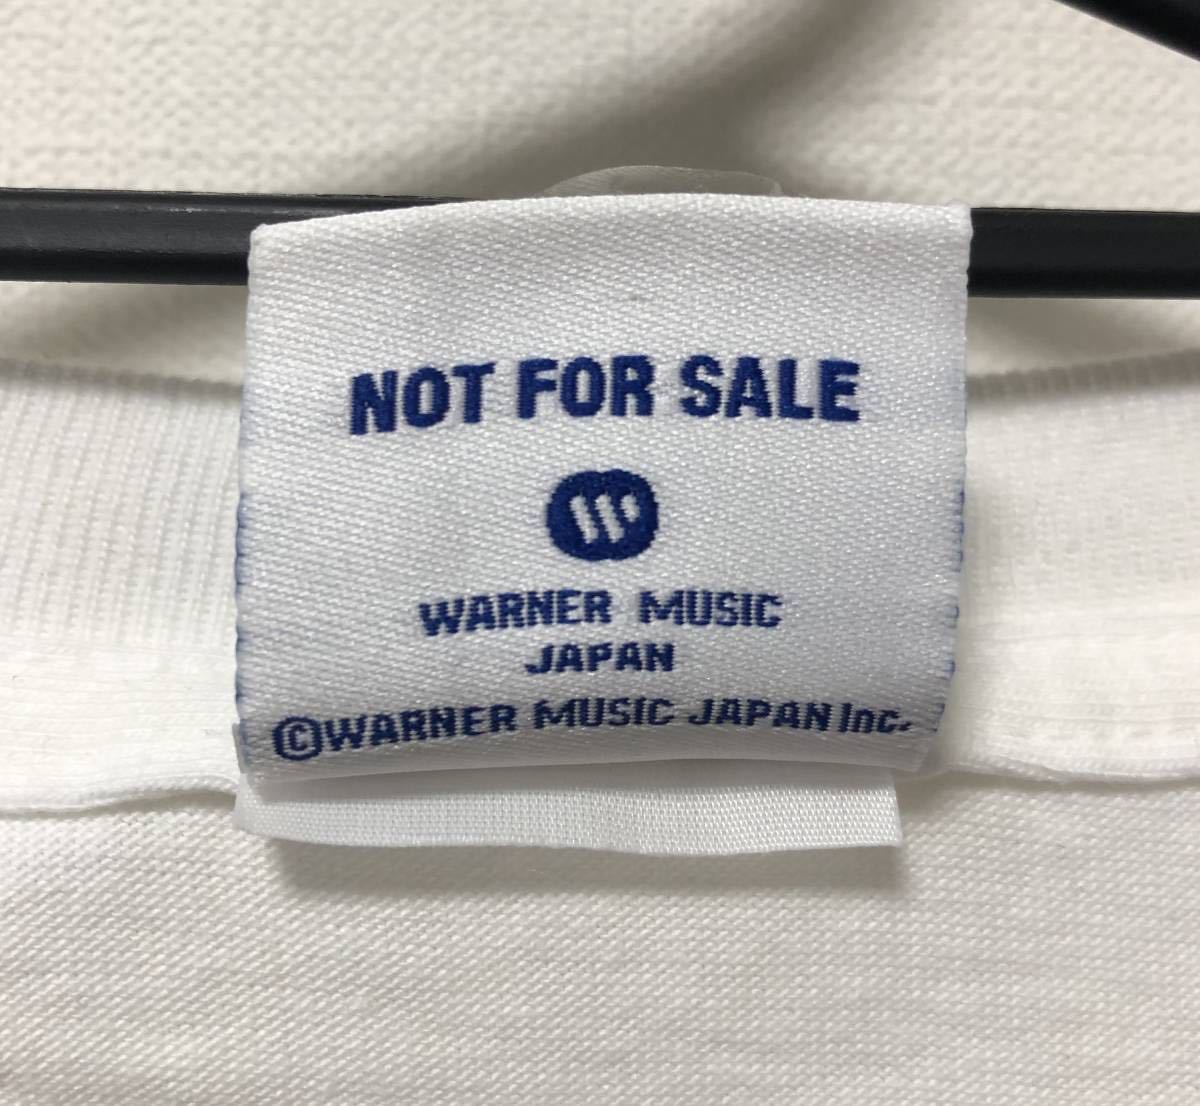 NOT FOR SALE
WARNER MUSIC
JAPAN
©WARNER MUSIC JAPAN Inc.